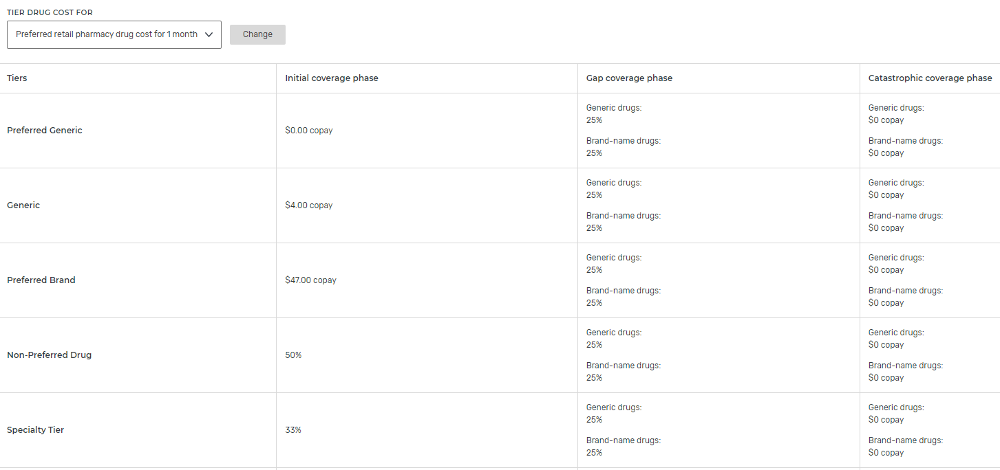 TIER DRUG COST FOR
Preferred retail pharmacy drug cost for 1 month
Change
Tiers
Initial coverage phase
Gap coverage phase
Catastrophic coverage phase
Preferred Generic
$0.00 copay
Generic drugs:
25%
Brand-name drugs:
25%
Generic drugs:
$0 copay
Brand-name drugs:
$0 copay
Generic
$4.00 copay
Generic drugs:
25%
Brand-name drugs:
25%
Generic drugs:
$0 copay
Brand-name drugs:
$0 copay
Preferred Brand
$47.00 copay
Generic drugs:
25%
Brand-name drugs:
25%
Generic drugs:
$0 copay
Brand-name drugs:
$0 copay
Non-Preferred Drug
50%
Generic drugs:
25%
Brand-name drugs:
25%
Generic drugs:
$0 copay
Brand-name drugs:
$0 copay
Specialty Tier
33%
Generic drugs:
25%
Brand-name drugs:
25%
Generic drugs:
$0 copay
Brand-name drugs:
$0 copay